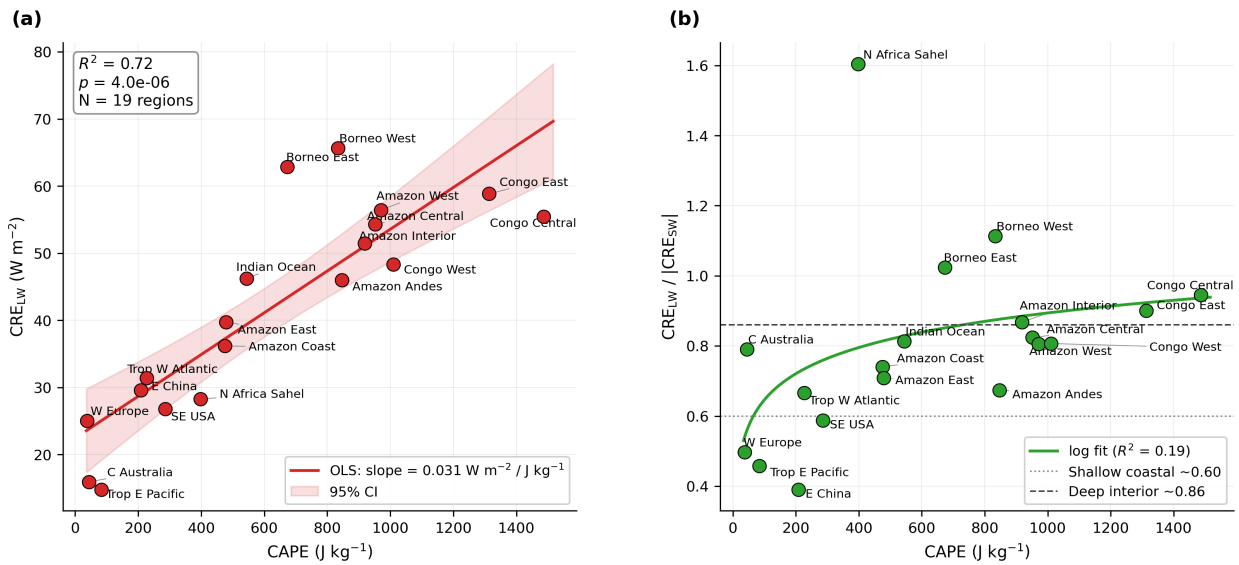 (a)
80
70
60
50
40
30
20
CRE_LW (W m⁻²)
R² = 0.72
p = 4.0e-06
N = 19 regions
Borneo West
Borneo East
Congo East
Amazon West
Amazon Central
Congo Central
Amazon Interior
Indian Ocean
Congo West
Amazon Andes
Amazon East
Amazon Coast
Trop W Atlantic
E China
N Africa Sahel
W Europe
SE USA
C Australia
Trop E Pacific
OLS: slope = 0.031 W m⁻² / J kg⁻¹
95% CI
0 200 400 600 800 1000 1200 1400
CAPE (J kg⁻¹)
(b)
1.6
1.4
1.2
1.0
0.8
0.6
0.4
CRE_LW / |CRE_SW|
N Africa Sahel
Borneo West
Borneo East
Congo Central
Amazon Interior
Congo East
Indian Ocean
Amazon Central
C Australia
Amazon West
Congo West
Amazon Coast
Amazon East
Amazon Andes
Trop W Atlantic
SE USA
W Europe
Trop E Pacific
E China
log fit (R² = 0.19)
Shallow coastal ~0.60
Deep interior ~0.86
0 200 400 600 800 1000 1200 1400
CAPE (J kg⁻¹)